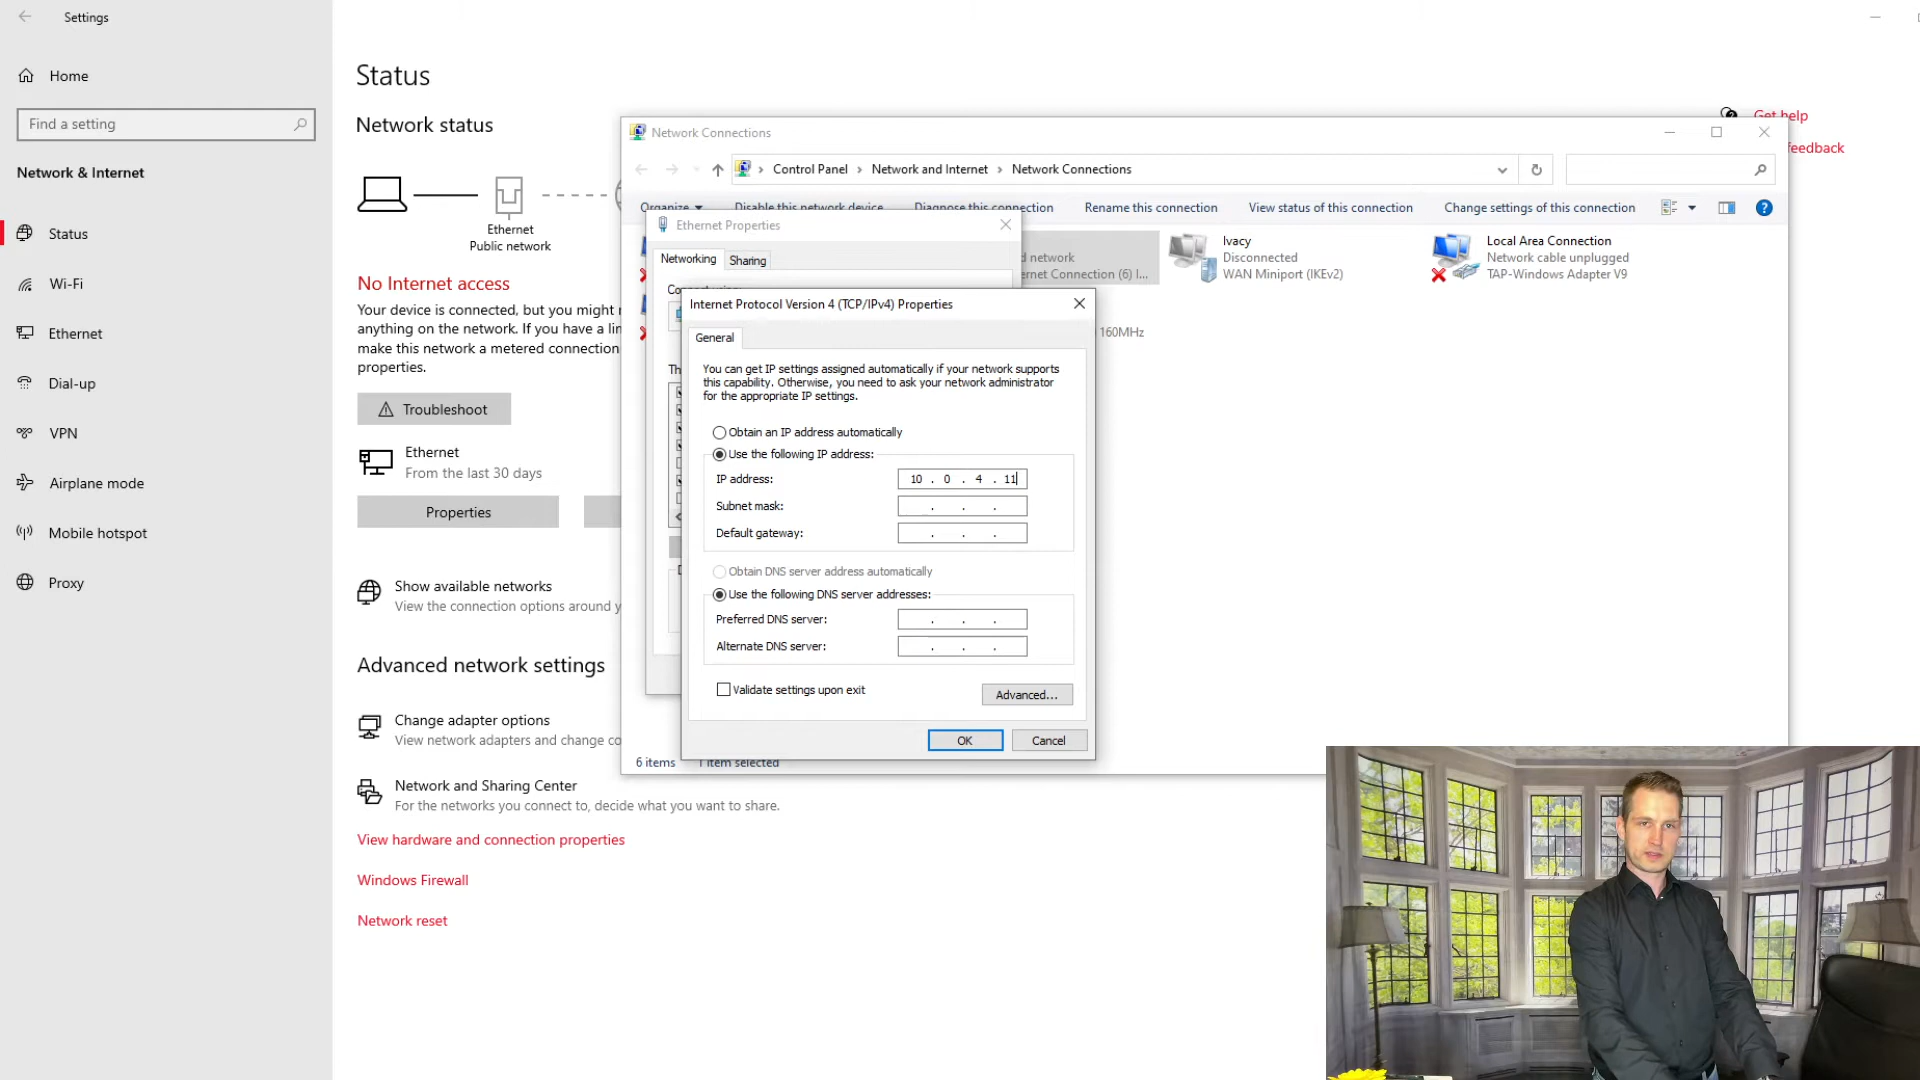 Settings
Home
Find a setting
Network & Internet
Status
Wi-Fi
Ethernet
Dial-up
VPN
Airplane mode
Mobile hotspot
Proxy
Status
Network status
Ethernet
Public network
No Internet access
Your device is connected, but you might
anything on the network. If you have a
make this network a metered connection
properties.
Troubleshoot
Ethernet
From the last 30 days
Properties
Show available networks
View the connection options around
Advanced network settings
Change adapter options
View network adapters and change
Network and Sharing Center
For the networks you connect to, decide what you want to share.
View hardware and connection properties
Windows Firewall
Network reset
Get help
feedback
Network Connections
Control Panel > Network and Internet > Network Connections
Organize Disable this network device Diagnose this connection Rename this connection View status of this connection Change settings of this connection
network
Connection (6)
160MHz
Ivacy
Disconnected
WAN Miniport (IKEv2)
Local Area Connection
Network cable unplugged
TAP-Windows Adapter V9
6 items 1 item selected
Ethernet Properties
Networking Sharing
Internet Protocol Version 4 (TCP/IPv4) Properties
General
You can get IP settings assigned automatically if your network supports
this capability. Otherwise, you need to ask your network administrator
for the appropriate IP settings.
Obtain an IP address automatically
Use the following IP address:
IP address: 10 . 0 . 4 . 11
Subnet mask: . . .
Default gateway: . . .
Obtain DNS server address automatically
Use the following DNS server addresses:
Preferred DNS server: . . .
Alternate DNS server: . . .
Validate settings upon exit
Advanced...
OK Cancel